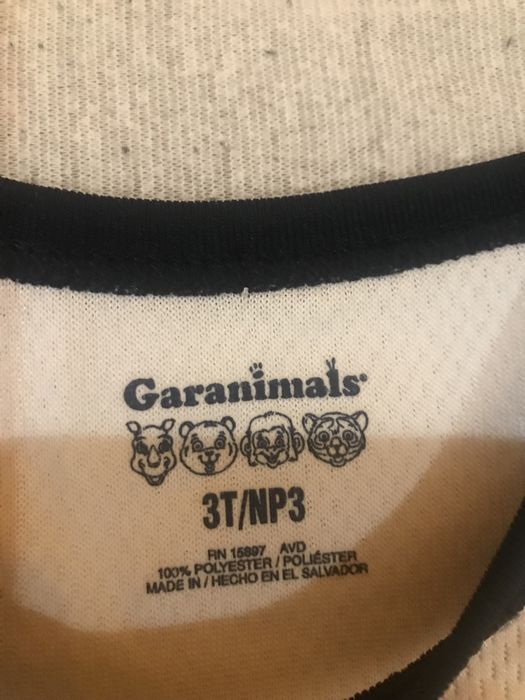 Garanimals®
3T/NP3
RN 15897 AVD
100% POLYESTER / POLIÉSTER
MADE IN / HECHO EN EL SALVADOR